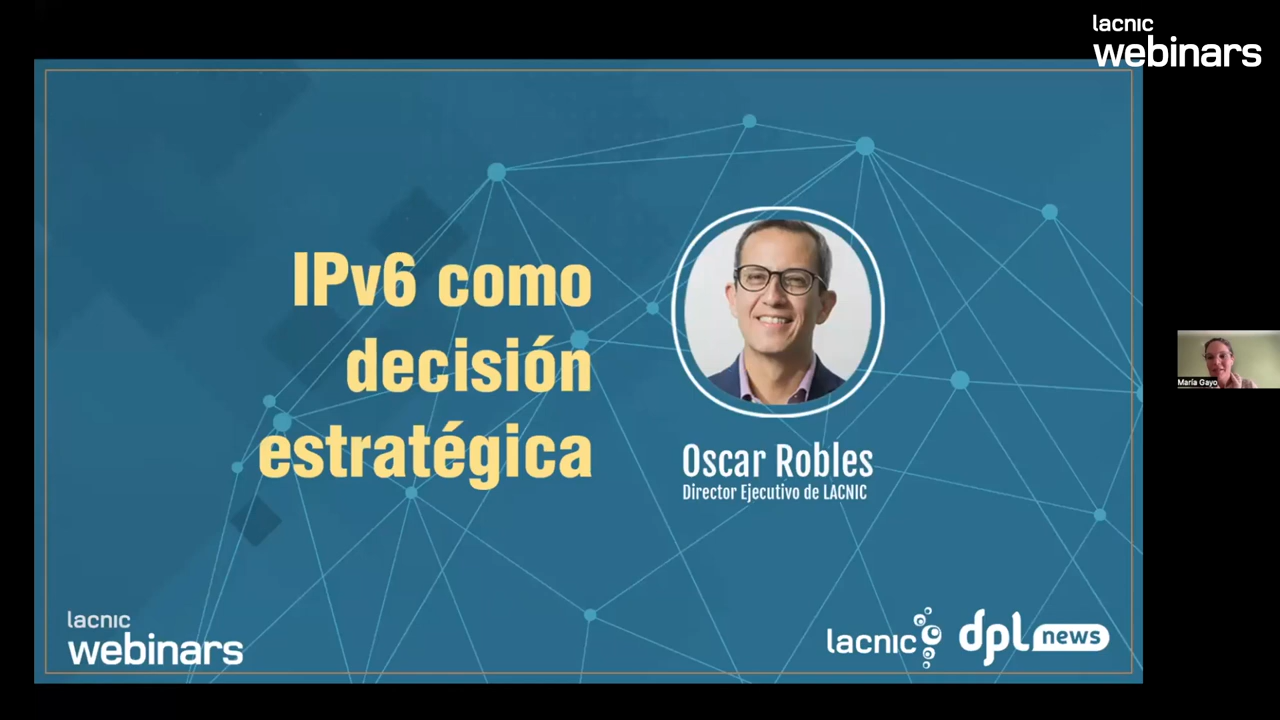 lacnic
webinars
IPv6 como
decisión
estratégica
Oscar Robles
Director Ejecutivo de LACNIC
María Gayo
lacnic
webinars
lacnic
dpl news